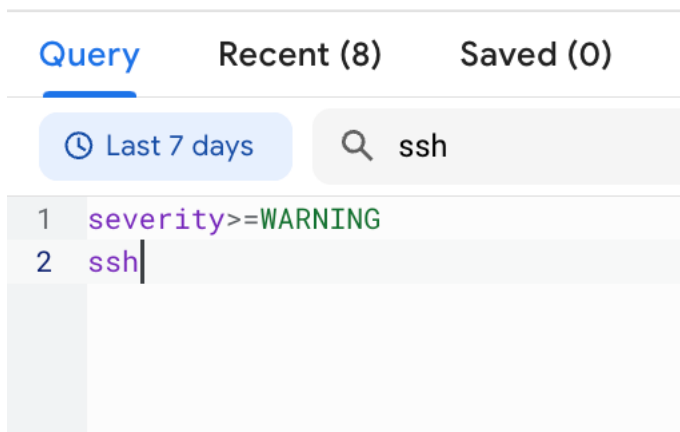 Query Recent (8) Saved (0)
Last 7 days ssh
1 severity>=WARNING
2 ssh